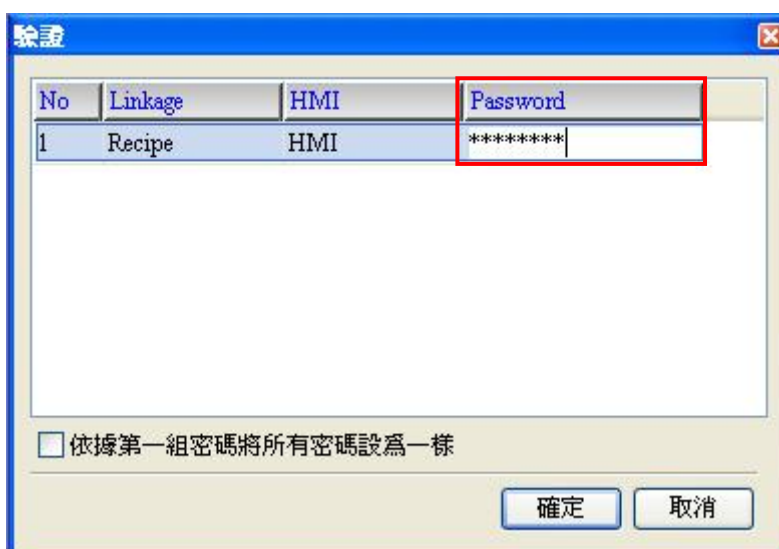 驗證
No Linkage HMI Password
1 Recipe HMI ********
依據第一組密碼將所有密碼設爲一樣
確定 取消